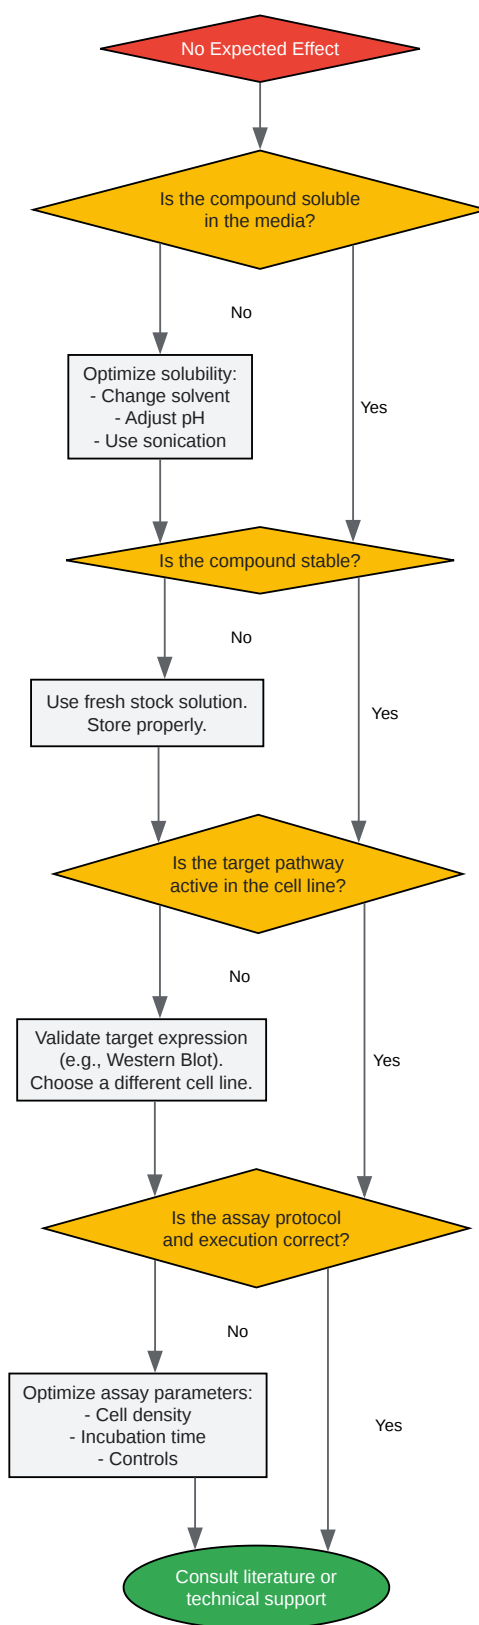 No Expected Effect
Is the compound soluble
in the media?
No
Optimize solubility:
- Change solvent
- Adjust pH
- Use sonication
Yes
Is the compound stable?
No
Use fresh stock solution.
Store properly.
Yes
Is the target pathway
active in the cell line?
No
Validate target expression
(e.g., Western Blot).
Choose a different cell line.
Yes
Is the assay protocol
and execution correct?
No
Optimize assay parameters:
- Cell density
- Incubation time
- Controls
Yes
Consult literature or
technical support